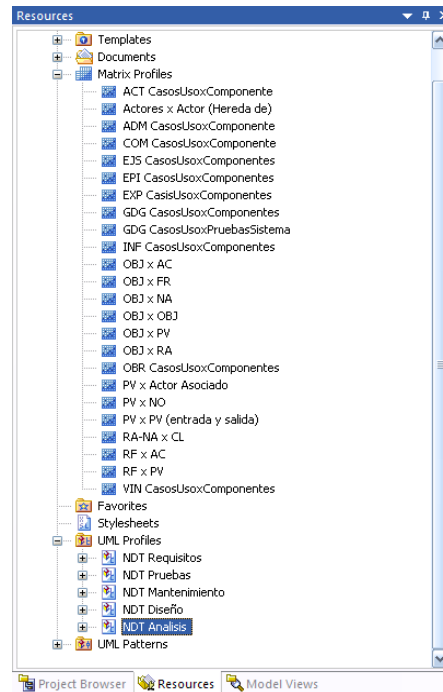 Resources
Templates
Documents
Matrix Profiles
ACT CasosUsoxComponente
Actores x Actor (Hereda de)
ADM CasosUsoxComponente
COM CasosUsoxComponente
EJS CasosUsoxComponentes
EPI CasosUsoxComponentes
EXP CasisUsoxComponentes
GDG CasosUsoxComponentes
GDG CasosUsoxPruebasSistema
INF CasosUsoxComponentes
OBJ x AC
OBJ x FR
OBJ x NA
OBJ x OBJ
OBJ x PV
OBJ x RA
OBR CasosUsoxComponentes
PV x Actor Asociado
PV x NO
PV x PV (entrada y salida)
RA-NA x CL
RF x AC
RF x PV
VIN CasosUsoxComponentes
Favorites
Stylesheets
UML Profiles
NDT Requisitos
NDT Pruebas
NDT Mantenimiento
NDT Diseño
NDT Analisis
UML Patterns
Project Browser Resources Model Views